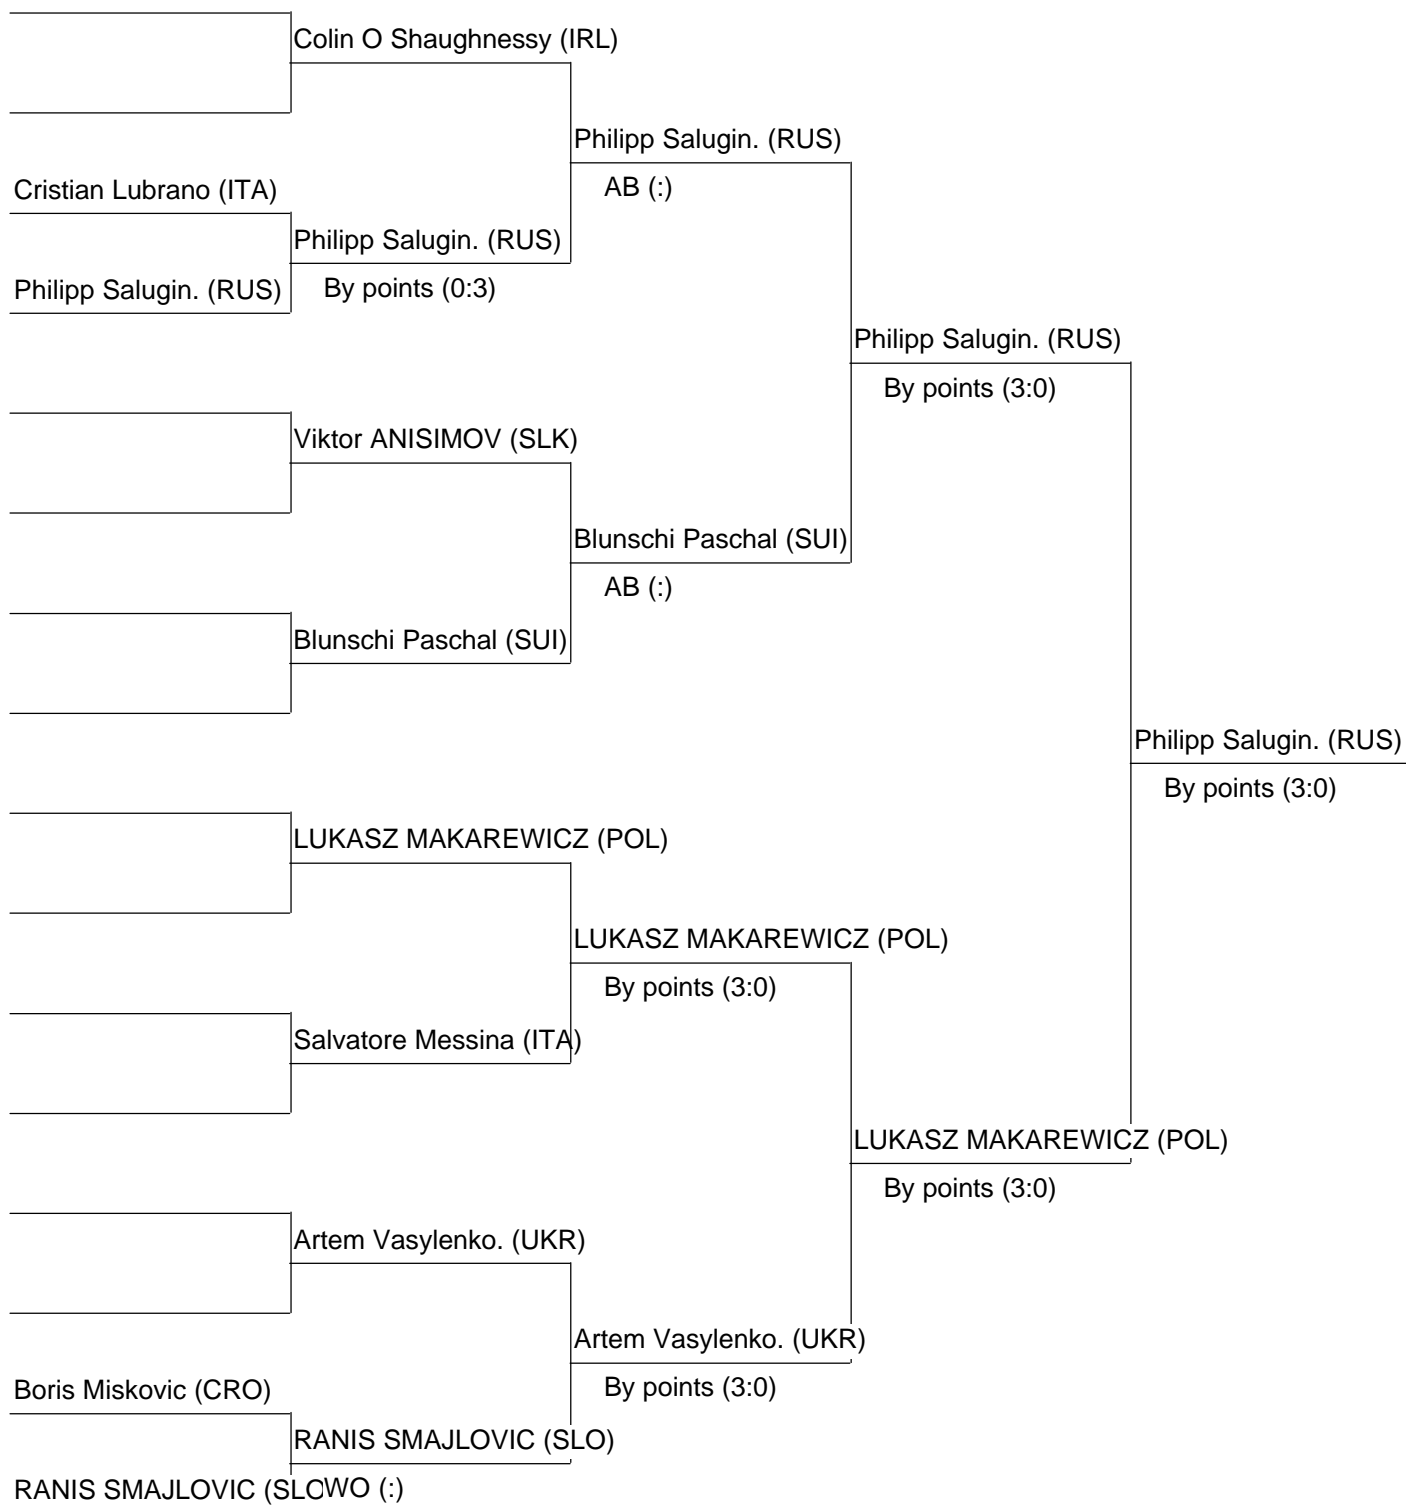 Colin O Shaughnessy (IRL)
Philipp Salugin. (RUS)
Cristian Lubrano (ITA)
AB (:)
Philipp Salugin. (RUS)
Philipp Salugin. (RUS)
By points (0:3)
Philipp Salugin. (RUS)
By points (3:0)
Viktor ANISIMOV (SLK)
Blunschi Paschal (SUI)
AB (:)
Blunschi Paschal (SUI)
Philipp Salugin. (RUS)
By points (3:0)
LUKASZ MAKAREWICZ (POL)
LUKASZ MAKAREWICZ (POL)
By points (3:0)
Salvatore Messina (ITA)
LUKASZ MAKAREWICZ (POL)
By points (3:0)
Artem Vasylenko. (UKR)
Artem Vasylenko. (UKR)
Boris Miskovic (CRO)
By points (3:0)
RANIS SMAJLOVIC (SLO)
RANIS SMAJLOVIC (SLO
WO (:)